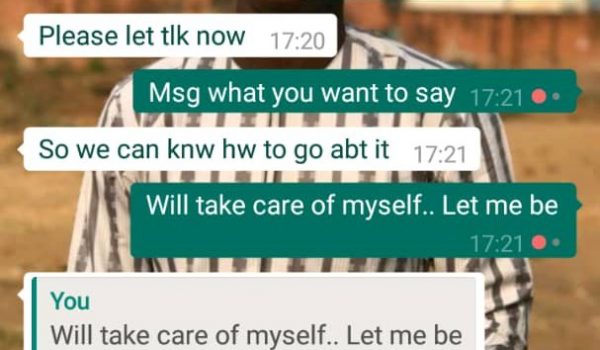 Please let tlk now 17:20
Msg what you want to say 17:21
So we can knw hw to go abt it 17:21
Will take care of myself.. Let me be
17:21
You
Will take care of myself.. Let me be